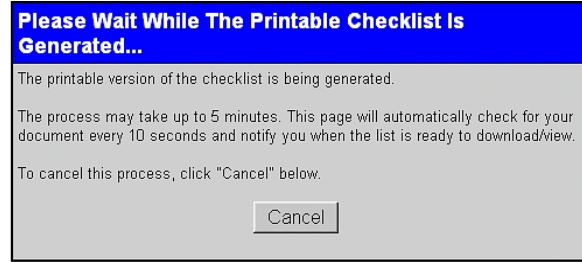 Please Wait While The Printable Checklist Is
Generated...
The printable version of the checklist is being generated.
The process may take up to 5 minutes. This page will automatically check for your
document every 10 seconds and notify you when the list is ready to download/view.
To cancel this process, click "Cancel" below.
Cancel